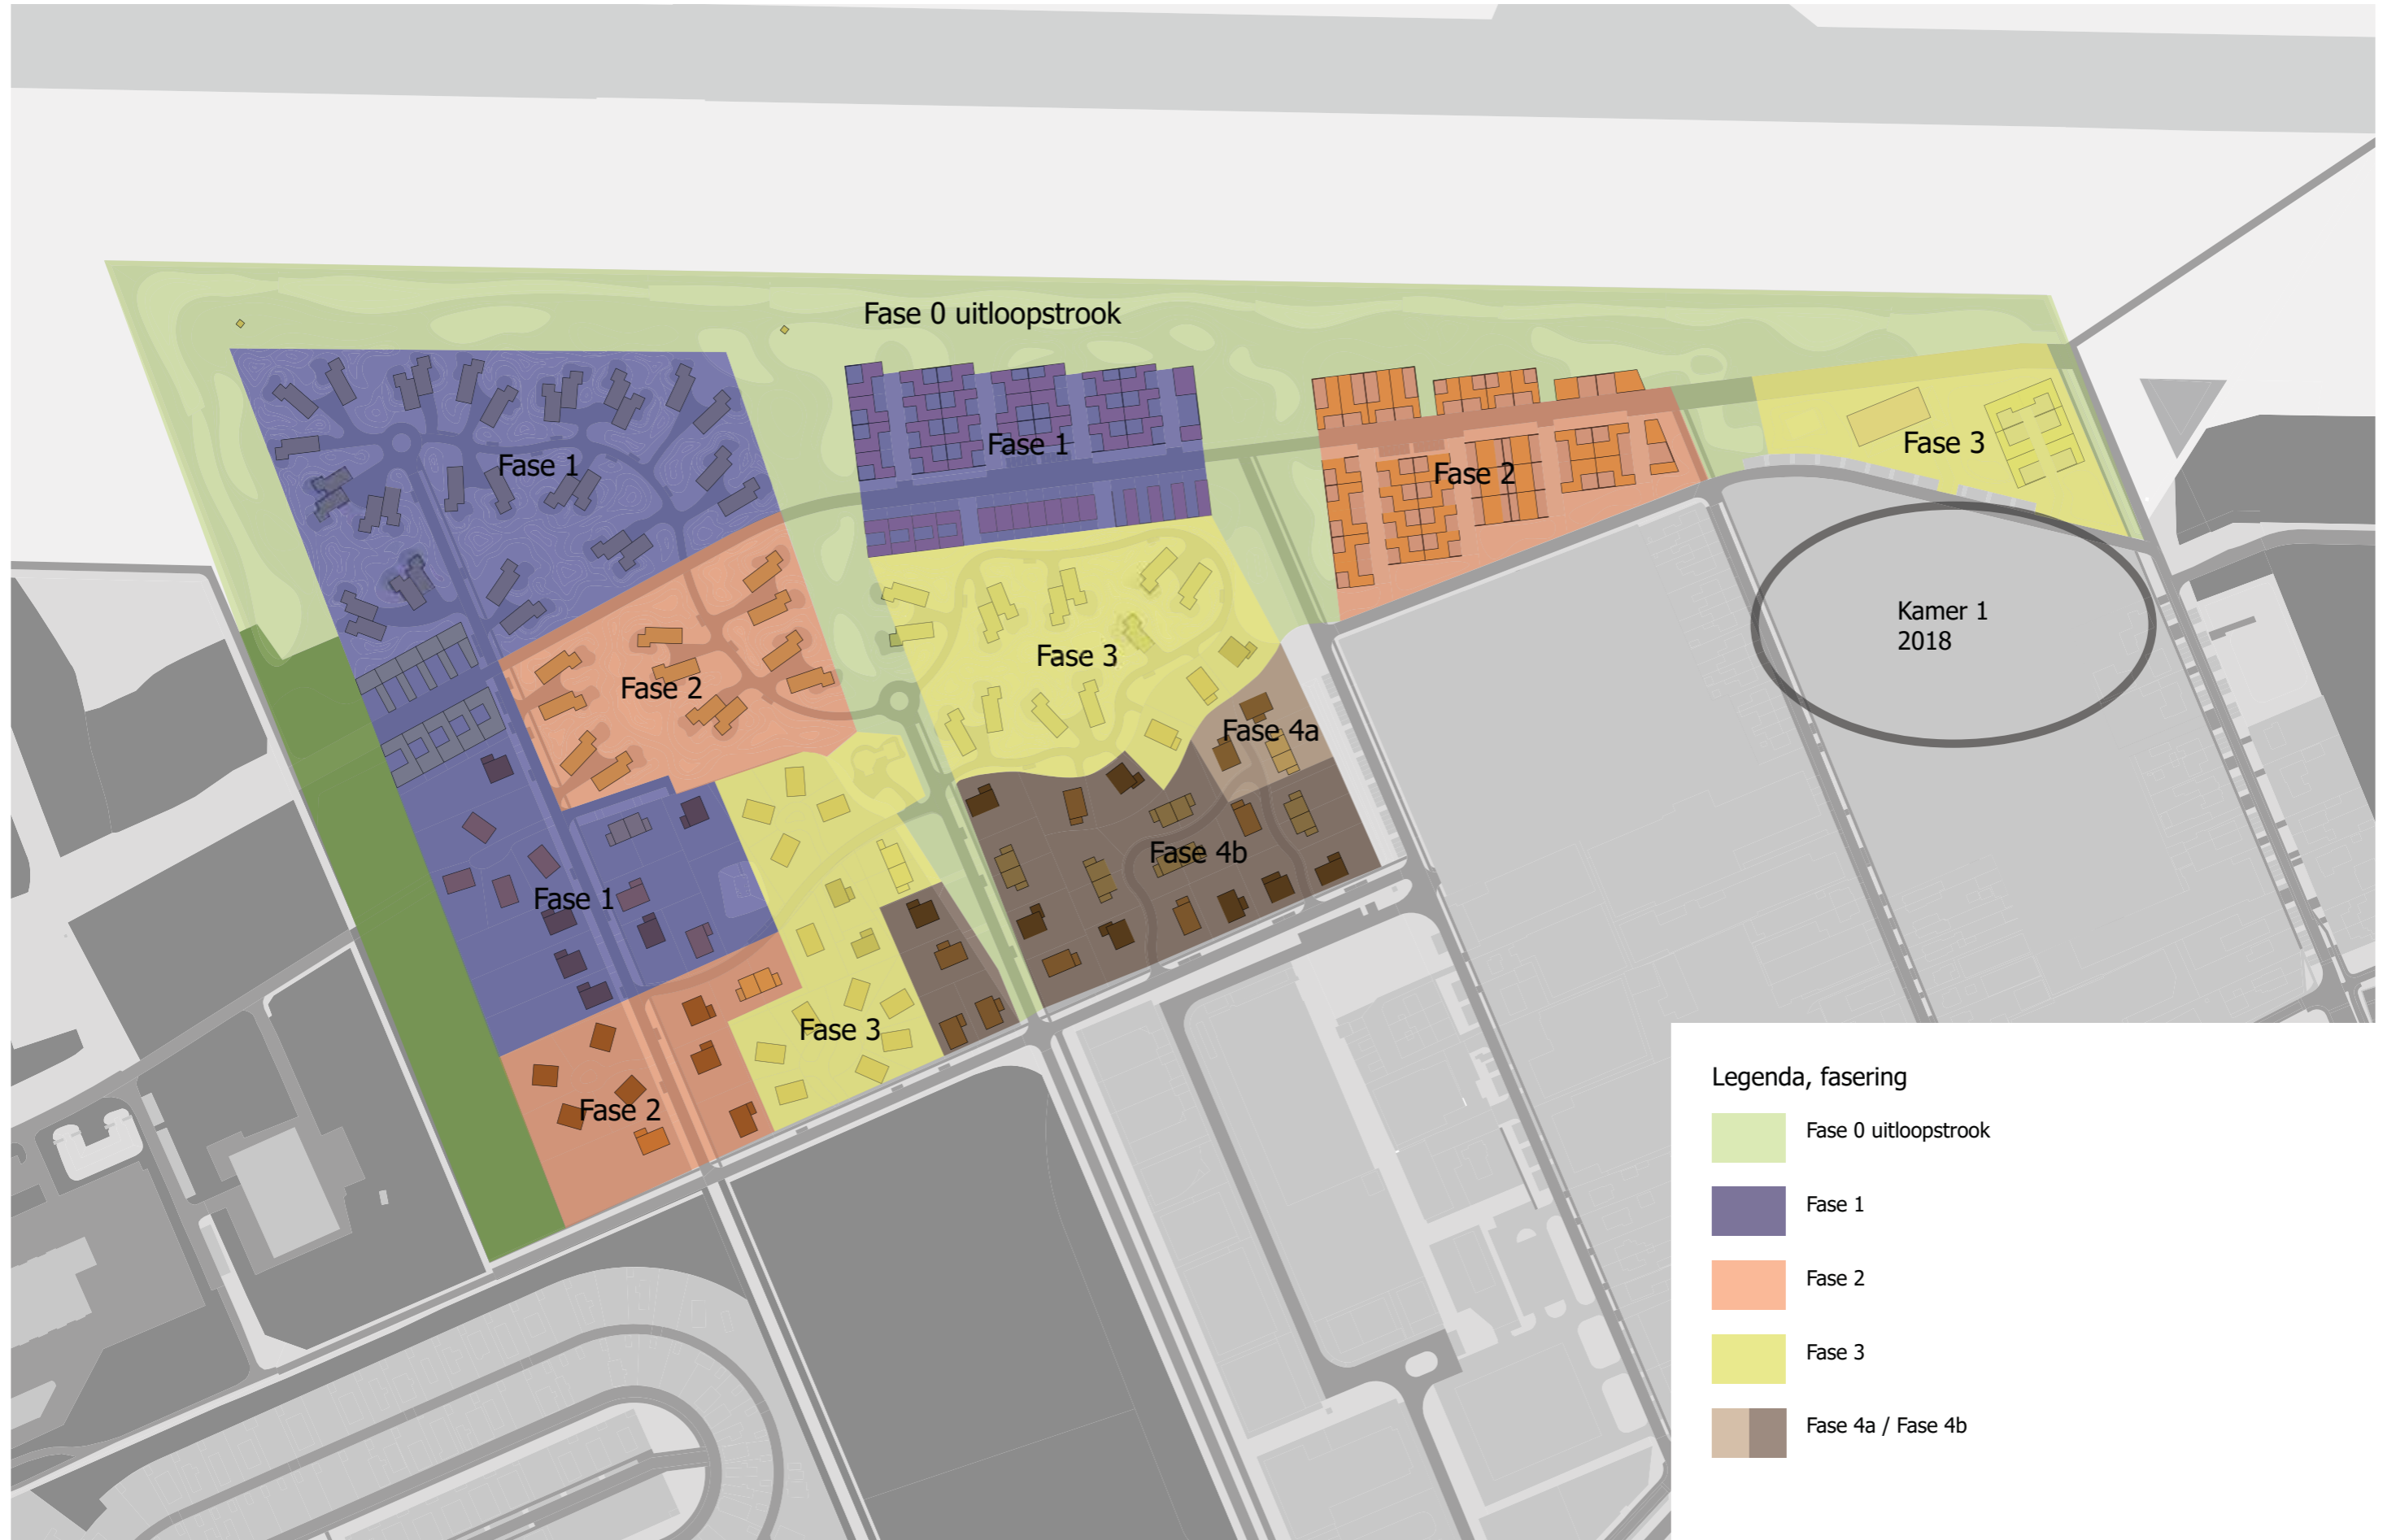 Fase 0 uitloopstrook
Fase 1
Fase 1
Fase 2
Fase 3
Kamer 1
2018
Fase 2
Fase 3
Fase 4a
Fase 4b
Fase 1
Fase 3
Fase 2
Legenda, fasering
Fase 0 uitloopstrook
Fase 1
Fase 2
Fase 3
Fase 4a / Fase 4b